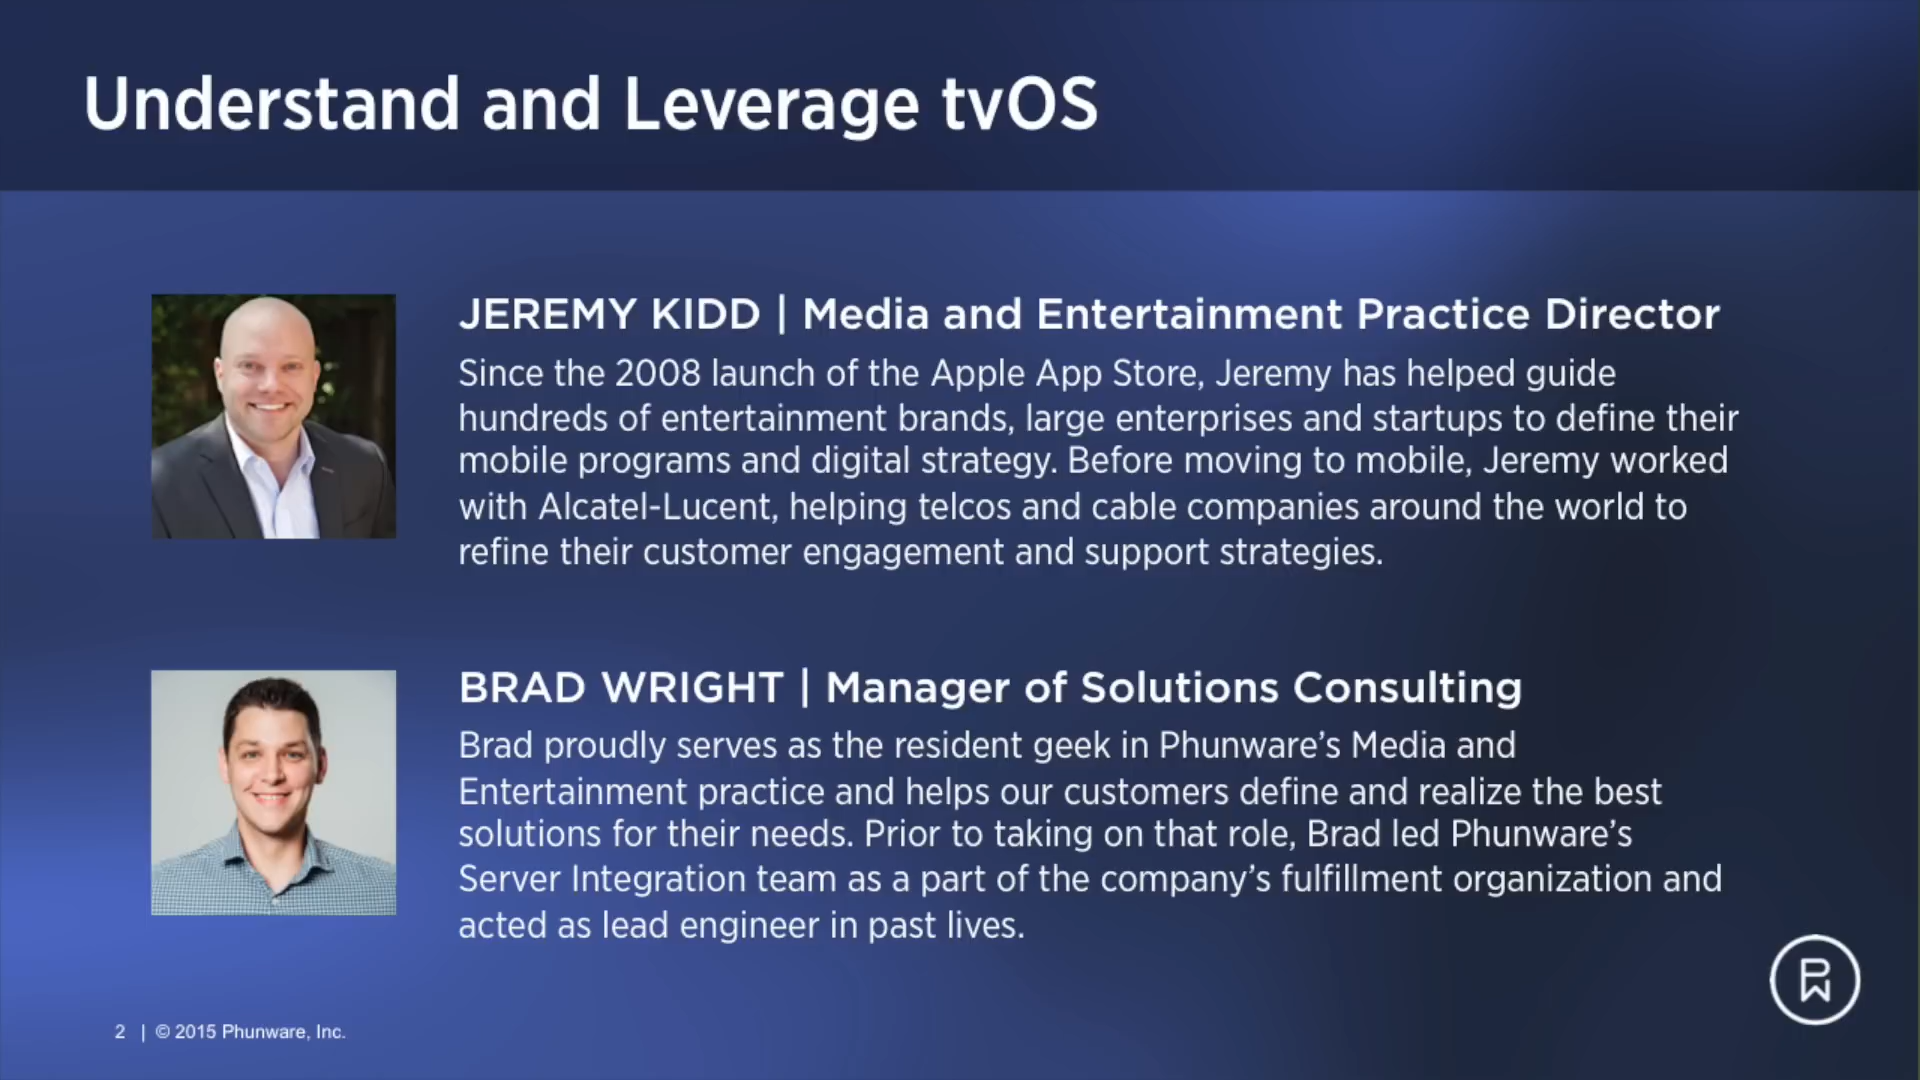 Understand and Leverage tvOS
JEREMY KIDD | Media and Entertainment Practice Director
Since the 2008 launch of the Apple App Store, Jeremy has helped guide
hundreds of entertainment brands, large enterprises and startups to define their
mobile programs and digital strategy. Before moving to mobile, Jeremy worked
with Alcatel-Lucent, helping telcos and cable companies around the world to
refine their customer engagement and support strategies.
BRAD WRIGHT | Manager of Solutions Consulting
Brad proudly serves as the resident geek in Phunware’s Media and
Entertainment practice and helps our customers define and realize the best
solutions for their needs. Prior to taking on that role, Brad led Phunware’s
Server Integration team as a part of the company’s fulfillment organization and
acted as lead engineer in past lives.
2 | © 2015 Phunware, Inc.
PW